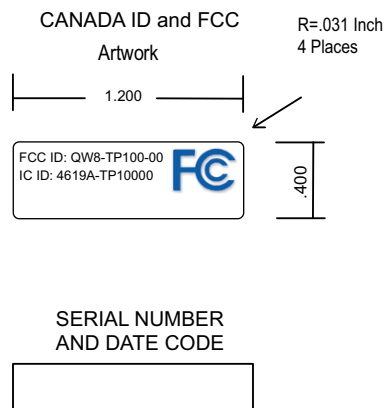 CANADA ID and FCC
Artwork
R=.031 Inch
4 Places
1.200
FCC ID: QW8-TP100-00
IC ID: 4619A-TP10000
FCC
.400
SERIAL NUMBER
AND DATE CODE